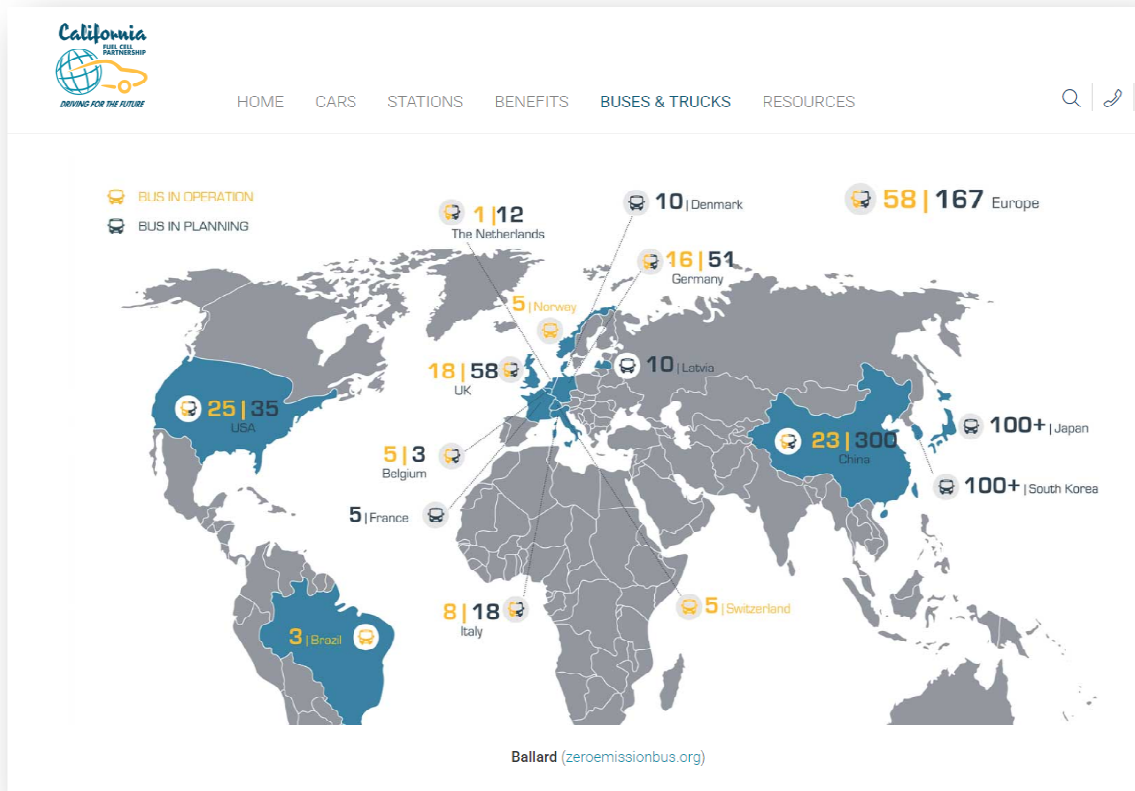 California
FUEL CELL
PARTNERSHIP
DRIVING FOR THE FUTURE
HOME CARS STATIONS BENEFITS BUSES & TRUCKS RESOURCES
BUS IN OPERATION
BUS IN PLANNING
1|12
The Netherlands
10|Denmark
58|167 Europe
16|51
Germany
5|Norway
18|58
UK
10|Latvia
25|35
USA
5|3
Belgium
23|300
China
100+|Japan
100+|South Korea
5|France
8|18
Italy
5|Switzerland
3|Brazil
Ballard (zeroemissionbus.org)